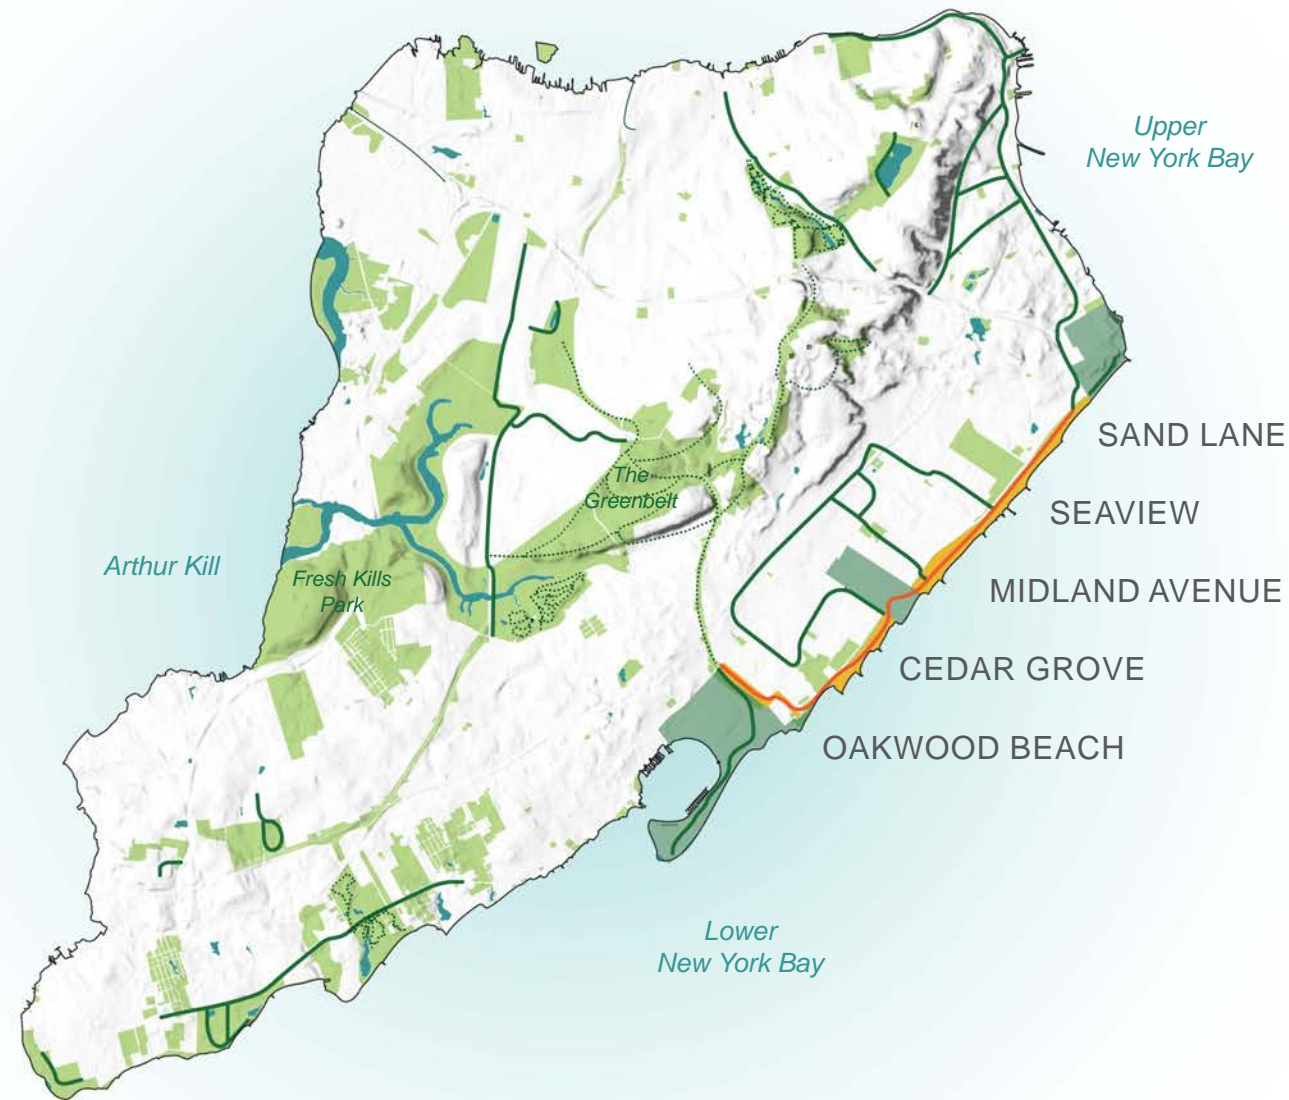 Upper
New York Bay
SAND LANE
The
Greenbelt
SEAVIEW
Arthur Kill
Fresh Kills
Park
MIDLAND AVENUE
CEDAR GROVE
OAKWOOD BEACH
Lower
New York Bay